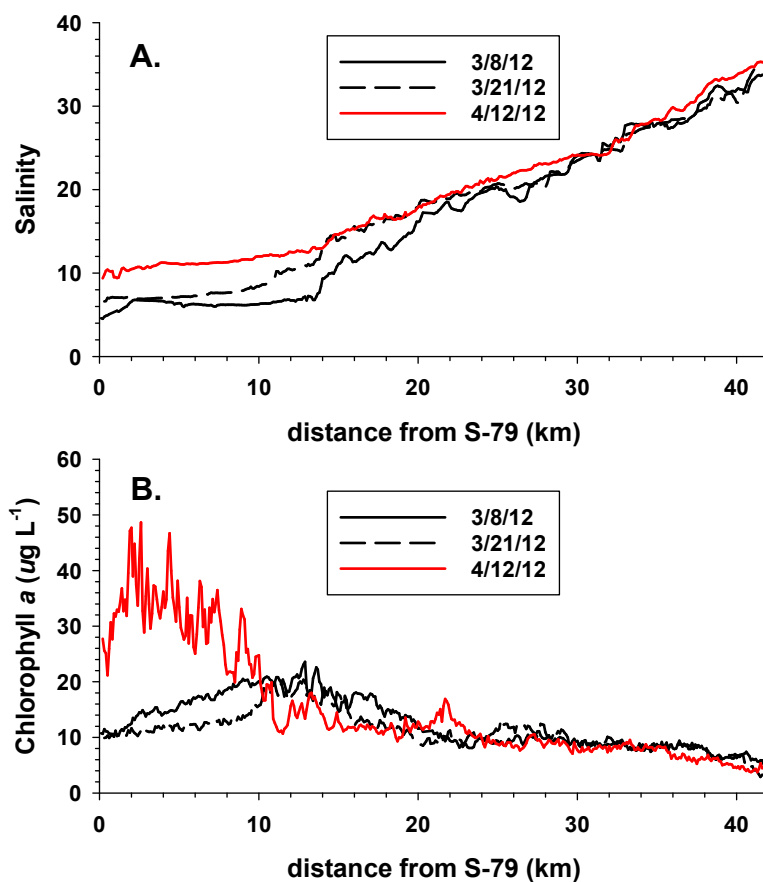 A.
3/8/12
3/21/12
4/12/12
Salinity
40
30
20
10
0
0 10 20 30 40
distance from S-79 (km)
B.
3/8/12
3/21/12
4/12/12
Chlorophyll a (ug L-1)
60
50
40
30
20
10
0
0 10 20 30 40
distance from S-79 (km)